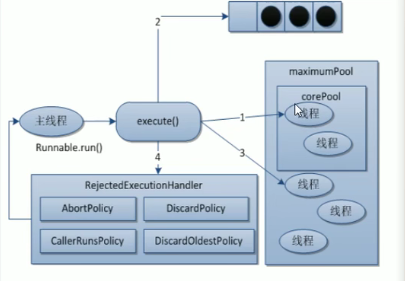 2
maximumPool
corePool
主线程
execute()
1
线程
Runnable.run()
线程
4
3
RejectedExecutionHandler
线程
AbortPolicy
DiscardPolicy
线程
CallerRunsPolicy
DiscardOldestPolicy
线程